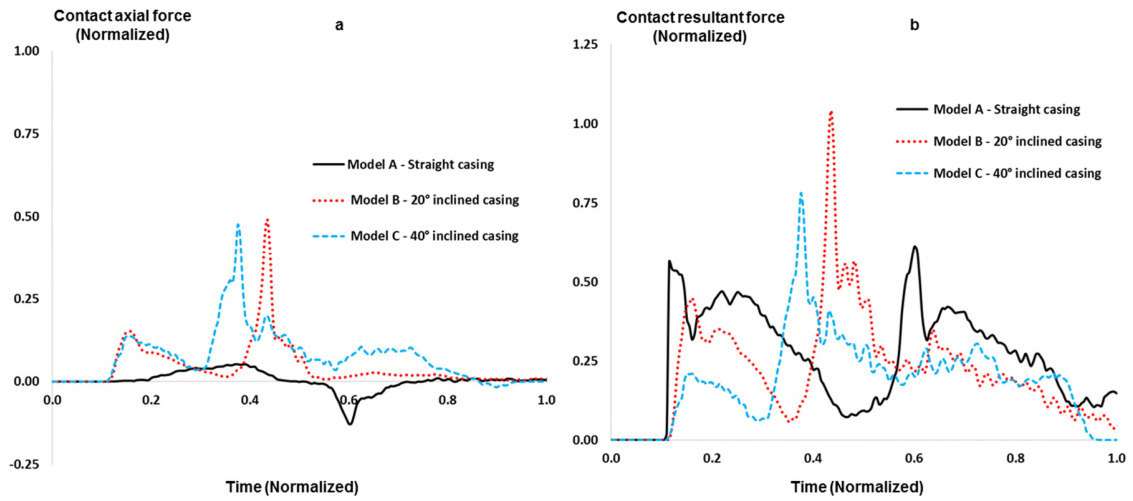 Contact axial force
(Normalized)
a
1.00
0.75
0.50
0.25
0.00
-0.25
0.0
0.2
0.4
0.6
0.8
1.0
Model A - Straight casing
Model B - 20° inclined casing
Model C - 40° inclined casing
Time (Normalized)
Contact resultant force
(Normalized)
b
1.25
1.00
0.75
0.50
0.25
0.00
0.0
0.2
0.4
0.6
0.8
1.0
Model A - Straight casing
Model B - 20° inclined casing
Model C - 40° inclined casing
Time (Normalized)